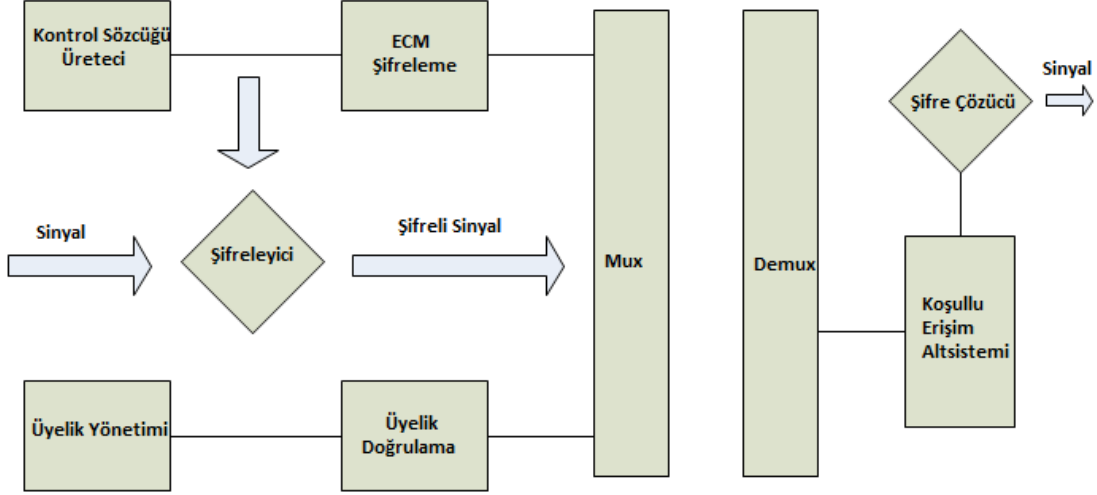 Kontrol Sözcüğü
Üreteci
ECM
Şifreleme
Sinyal
Şifreleyici
Şifreli Sinyal
Mux
Üyelik Yönetimi
Üyelik
Doğrulama
Demux
Şifre Çözücü
Sinyal
Koşullu
Erişim
Altsistemi